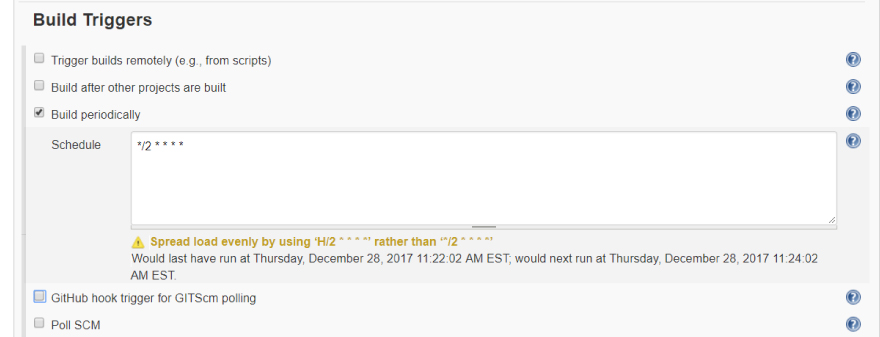 Build Triggers
Trigger builds remotely (e.g., from scripts)
Build after other projects are built
Build periodically
Schedule
*/2 * * * *
Spread load evenly by using ‘H/2 * * * *’ rather than ‘*/2 * * * *’
Would last have run at Thursday, December 28, 2017 11:22:02 AM EST; would next run at Thursday, December 28, 2017 11:24:02
AM EST.
GitHub hook trigger for GITScm polling
Poll SCM